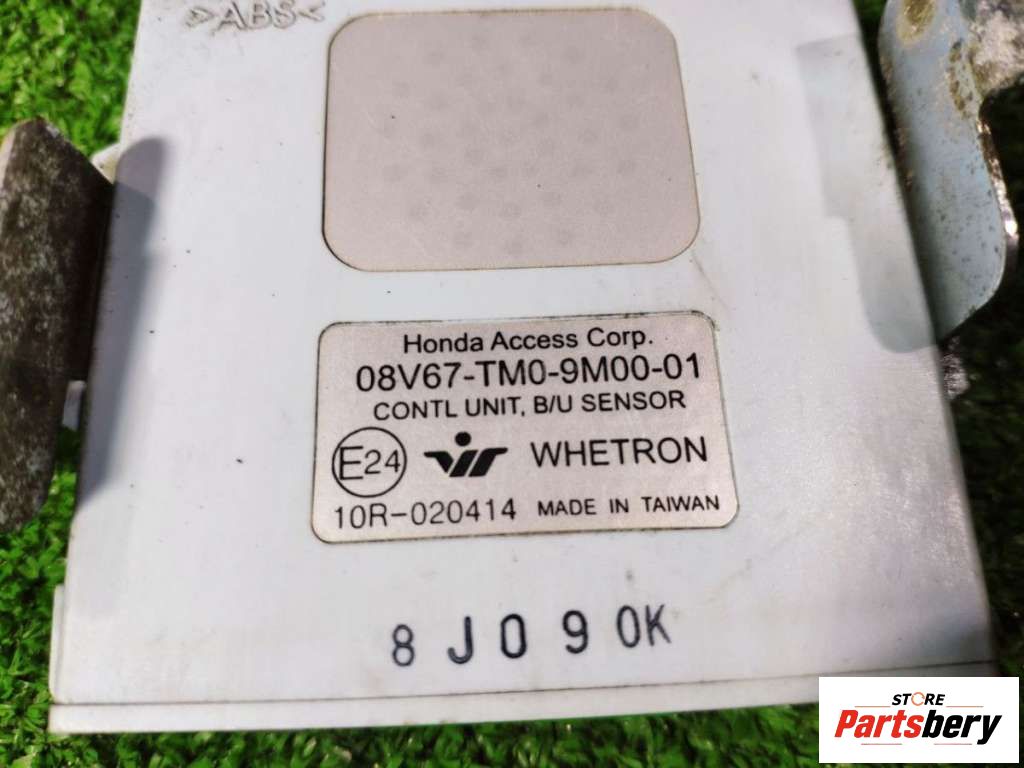 >ABS<
Honda Access Corp.
08V67-TM0-9M00-01
CONTL UNIT, B/U SENSOR
E24 WHETRON
10R-020414 MADE IN TAIWAN
8 J 0 9 0K
STORE
Partsbery